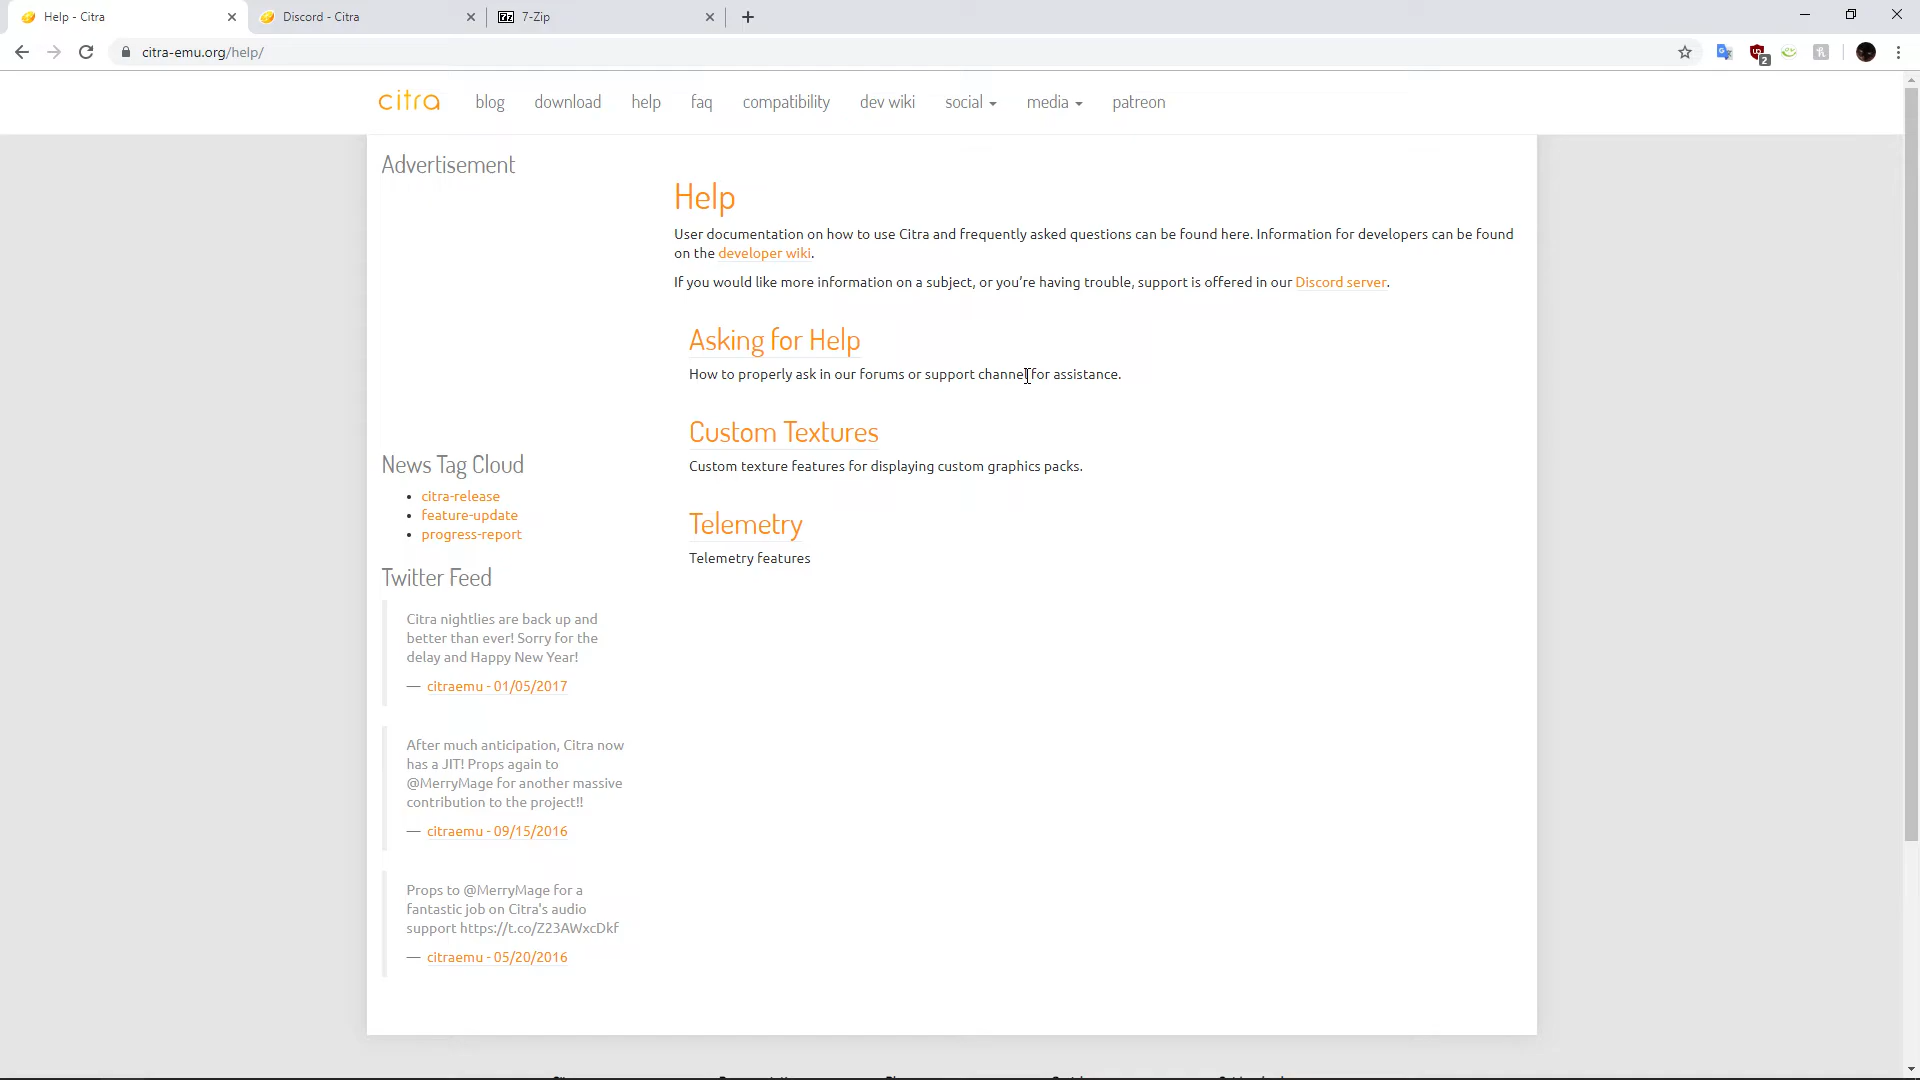 Help - Citra
Discord - Citra
7-Zip
citra-emu.org/help/
2
citra
blog
download
help
faq
compatibility
dev wiki
social
media
patreon
Advertisement
Help
User documentation on how to use Citra and frequently asked questions can be found here. Information for developers can be found
on the developer wiki.
If you would like more information on a subject, or you’re having trouble, support is offered in our Discord server.
Asking for Help
How to properly ask in our forums or support channel for assistance.
Custom Textures
Custom texture features for displaying custom graphics packs.
Telemetry
Telemetry features
News Tag Cloud
• citra-release
• feature-update
• progress-report
Twitter Feed
Citra nightlies are back up and
better than ever! Sorry for the
delay and Happy New Year!
— citraemu - 01/05/2017
After much anticipation, Citra now
has a JIT! Props again to
@MerryMage for another massive
contribution to the project!!
— citraemu - 09/15/2016
Props to @MerryMage for a
fantastic job on Citra's audio
support https://t.co/Z23AWxcDkf
— citraemu - 05/20/2016